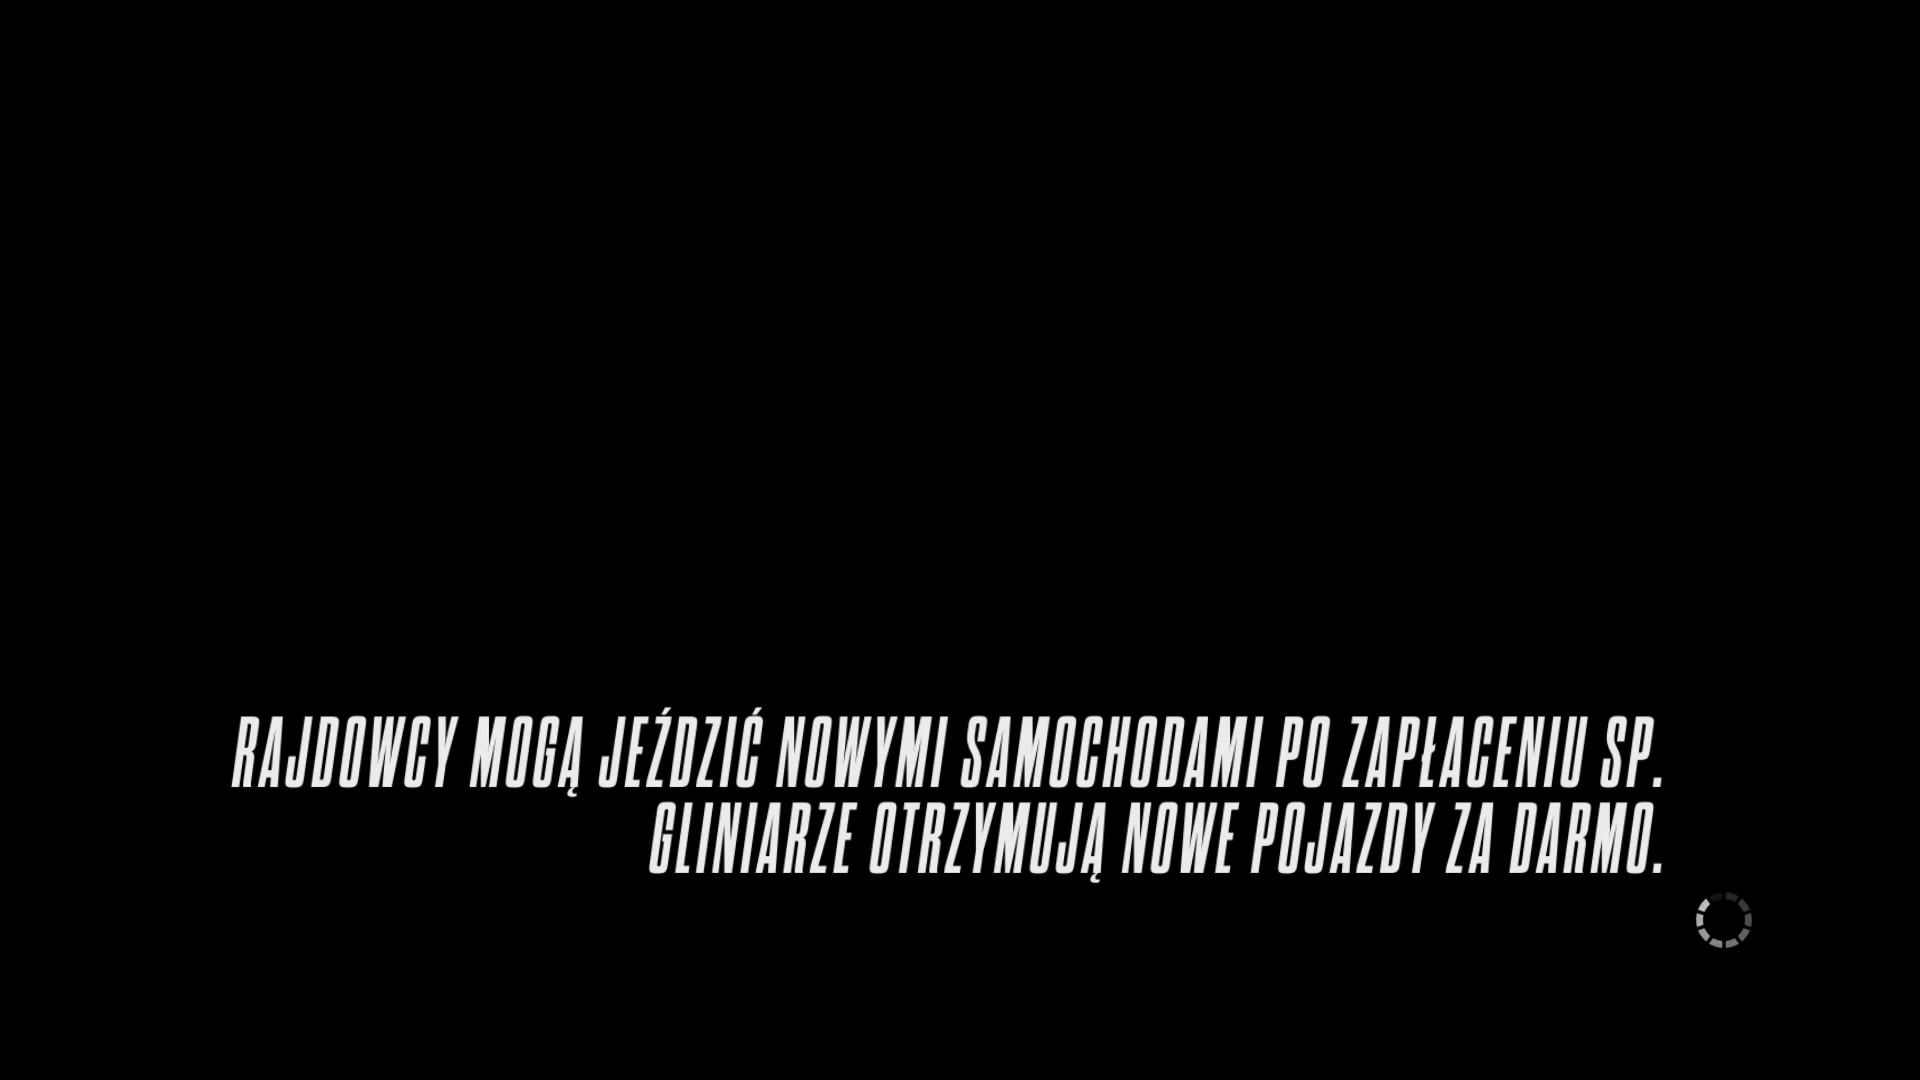 RAJDOWCY MOGĄ JEŹDZIĆ NOWYMI SAMOCHODAMI PO ZAPŁACENIU SP.
GLINIARZE OTRZYMUJĄ NOWE POJAZDY ZA DARMO.